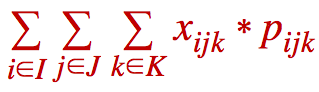 ∑ ∑ ∑ x_{ijk} * p_{ijk}
i∈I j∈J k∈K